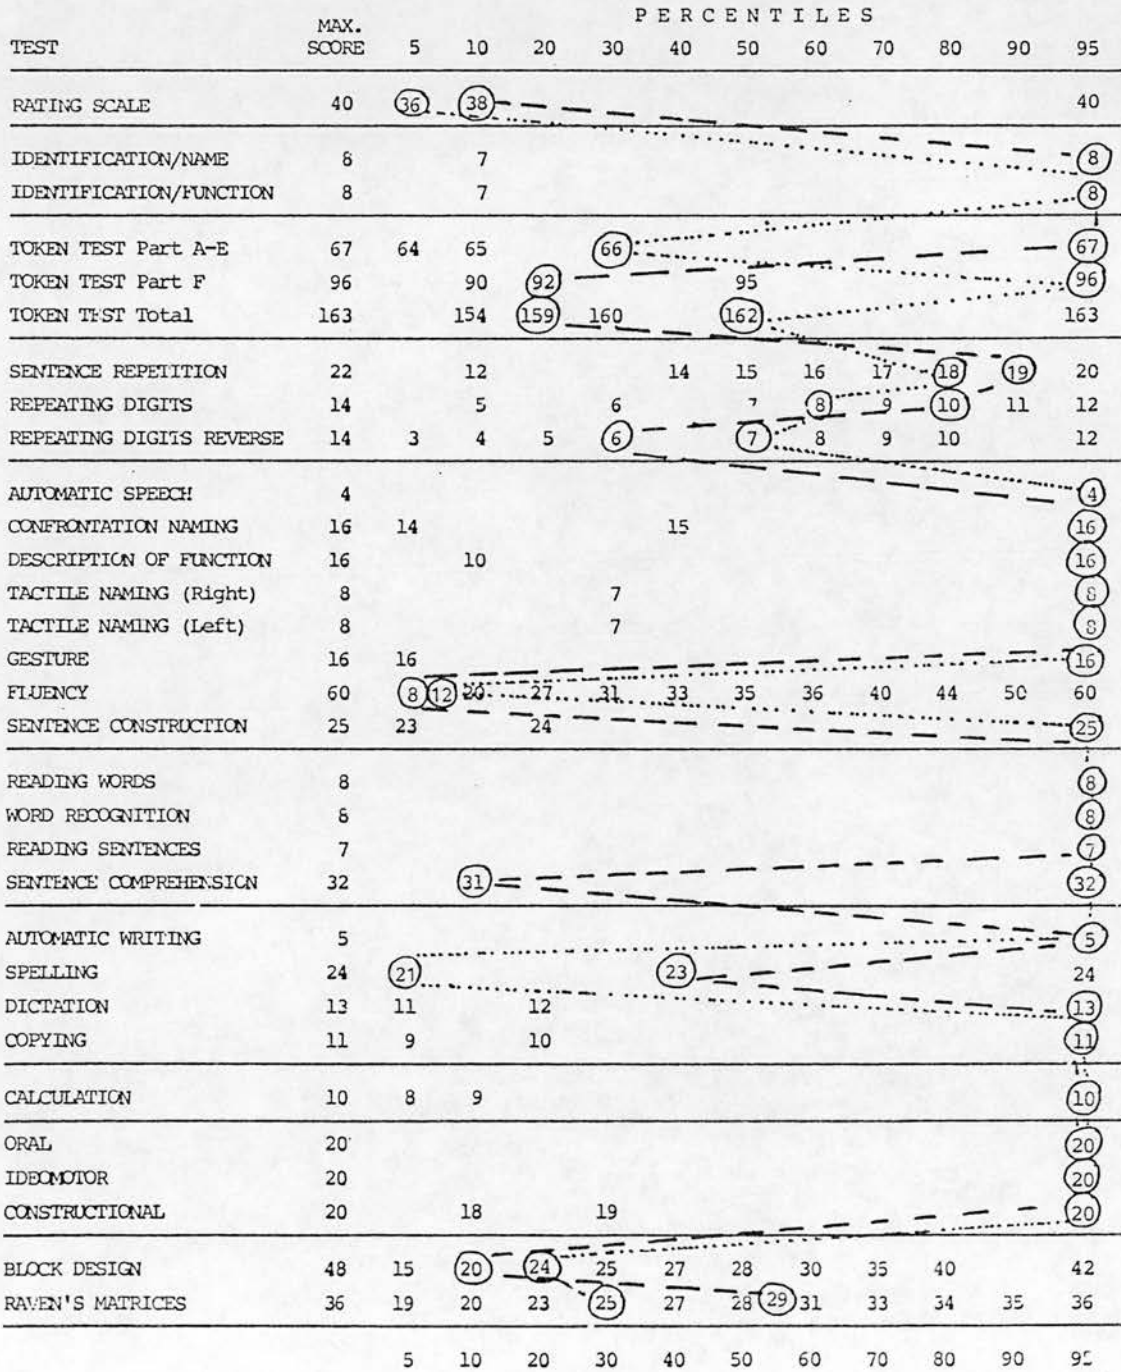 P E R C E N T I L E S
MAX.
TEST SCORE 5 10 20 30 40 50 60 70 80 90 95
RATING SCALE 40 36 38 40
IDENTIFICATION/NAME 8 7 8
IDENTIFICATION/FUNCTION 8 7 8
TOKEN TEST Part A-E 67 64 65 66 67
TOKEN TEST Part F 96 90 92 95 96
TOKEN TEST Total 163 154 159 160 162 163
SENTENCE REPETITION 22 12 14 15 16 17 18 19 20
REPEATING DIGITS 14 5 6 7 8 9 10 11 12
REPEATING DIGITS REVERSE 14 3 4 5 6 7 8 9 10 12
AUTOMATIC SPEECH 4 4
CONFRONTATION NAMING 16 14 15 16
DESCRIPTION OF FUNCTION 16 10 16
TACTILE NAMING (Right) 8 7 8
TACTILE NAMING (Left) 8 7 8
GESTURE 16 16 16
FLUENCY 60 8 12 20 27 31 33 35 36 40 44 50 60
SENTENCE CONSTRUCTION 25 23 24 25
READING WORDS 8 8
WORD RECOGNITION 8 8
READING SENTENCES 7 7
SENTENCE COMPREHENSION 32 31 32
AUTOMATIC WRITING 5 5
SPELLING 24 21 23 24
DICTATION 13 11 12 13
COPYING 11 9 10 11
CALCULATION 10 8 9 10
ORAL 20 20
IDEOMOTOR 20 20
CONSTRUCTIONAL 20 18 19 20
BLOCK DESIGN 48 15 20 24 25 27 28 30 35 40 42
RAVEN'S MATRICES 36 19 20 23 25 27 28 29 31 33 34 35 36
5 10 20 30 40 50 60 70 80 90 95